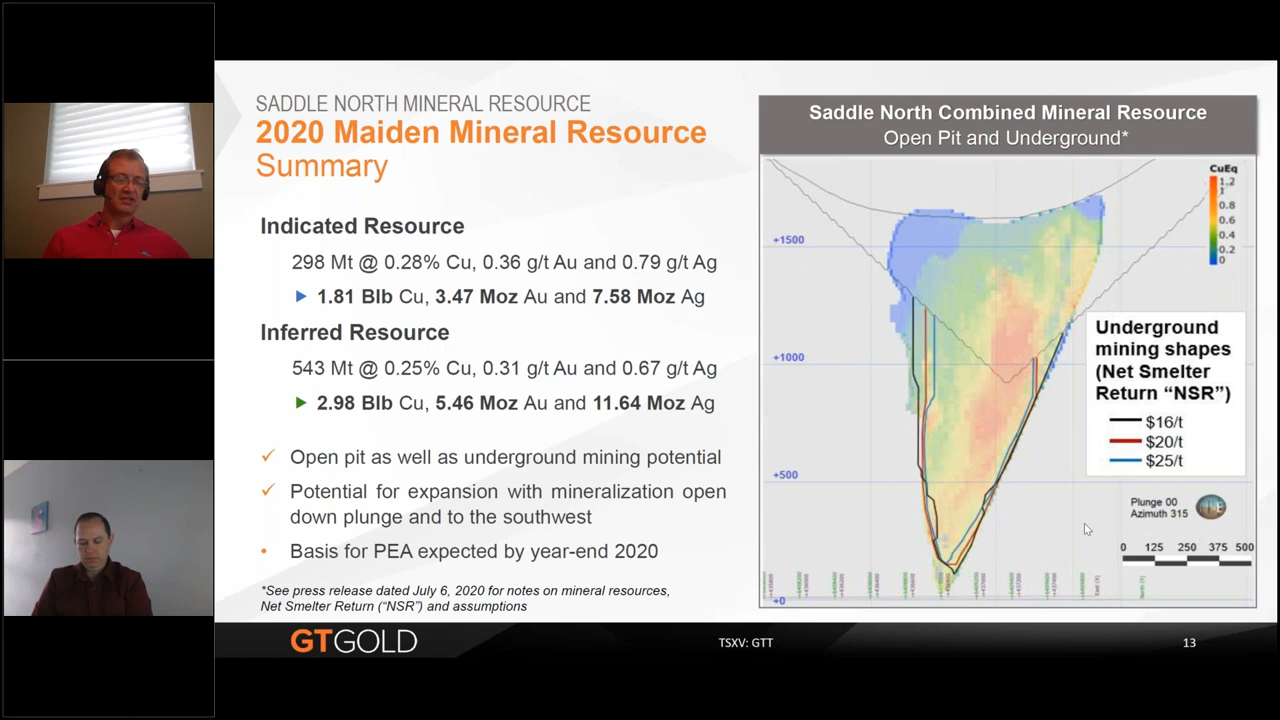 SADDLE NORTH MINERAL RESOURCE
2020 Maiden Mineral Resource
Summary
Indicated Resource
298 Mt @ 0.28% Cu, 0.36 g/t Au and 0.79 g/t Ag
1.81 Blb Cu, 3.47 Moz Au and 7.58 Moz Ag
Inferred Resource
543 Mt @ 0.25% Cu, 0.31 g/t Au and 0.67 g/t Ag
2.98 Blb Cu, 5.46 Moz Au and 11.64 Moz Ag
✓ Open pit as well as underground mining potential
✓ Potential for expansion with mineralization open
down plunge and to the southwest
• Basis for PEA expected by year-end 2020
*See press release dated July 6, 2020 for notes on mineral resources,
Net Smelter Return (“NSR”) and assumptions
Saddle North Combined Mineral Resource
Open Pit and Underground*
CuEq
1.2
1
0.8
0.6
0.4
0.2
0
+1500
+1000
+500
+0
Underground
mining shapes
(Net Smelter
Return “NSR”)
$16/t
$20/t
$25/t
Plunge 00
Azimuth 315
0 125 250 375 500
GTGOLD
TSXV: GTT
13